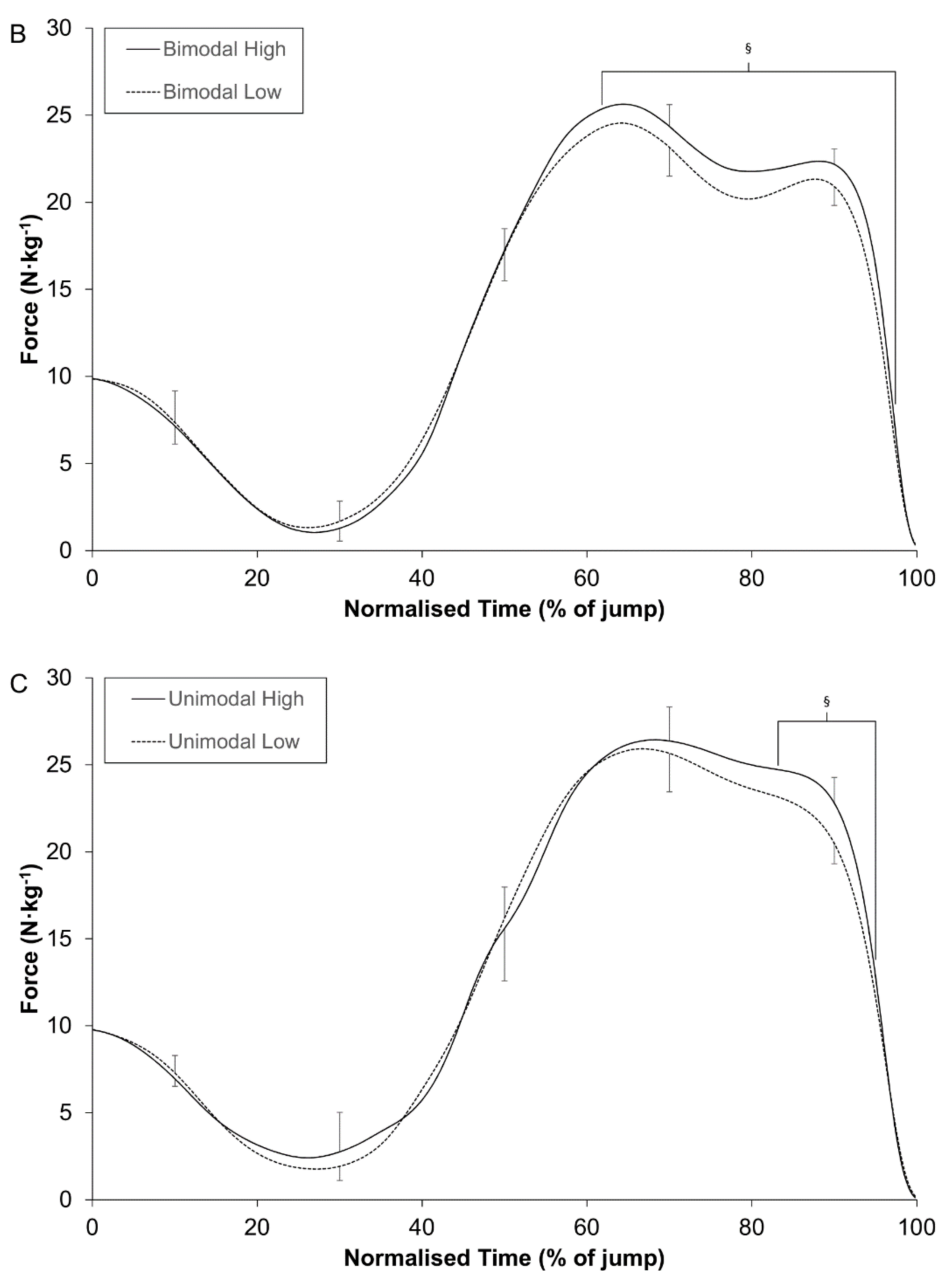 B
Bimodal High
Bimodal Low
§
30
25
20
15
10
5
0
Force (N·kg⁻¹)
0 20 40 60 80 100
Normalised Time (% of jump)
C
Unimodal High
Unimodal Low
§
30
25
20
15
10
5
0
Force (N·kg⁻¹)
0 20 40 60 80 100
Normalised Time (% of jump)